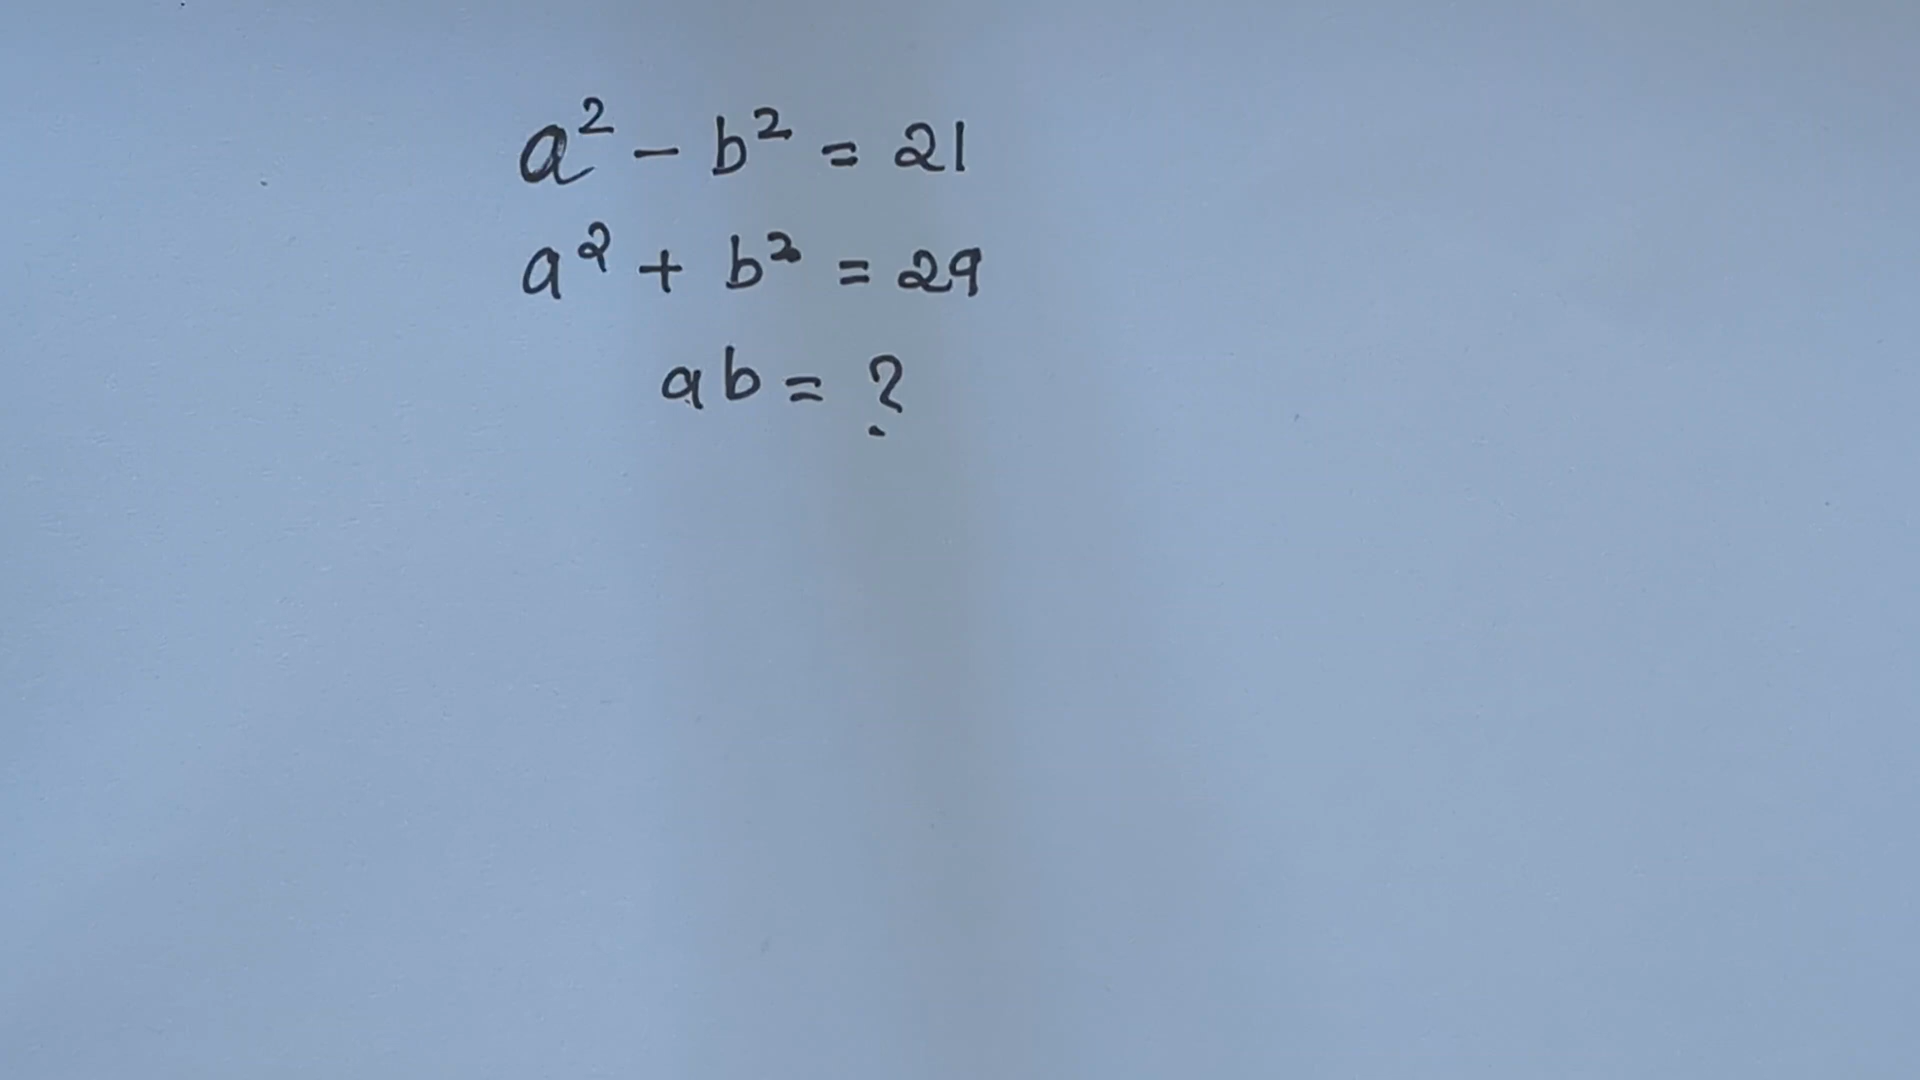 a² - b² = 21
a² + b² = 29
ab = ?